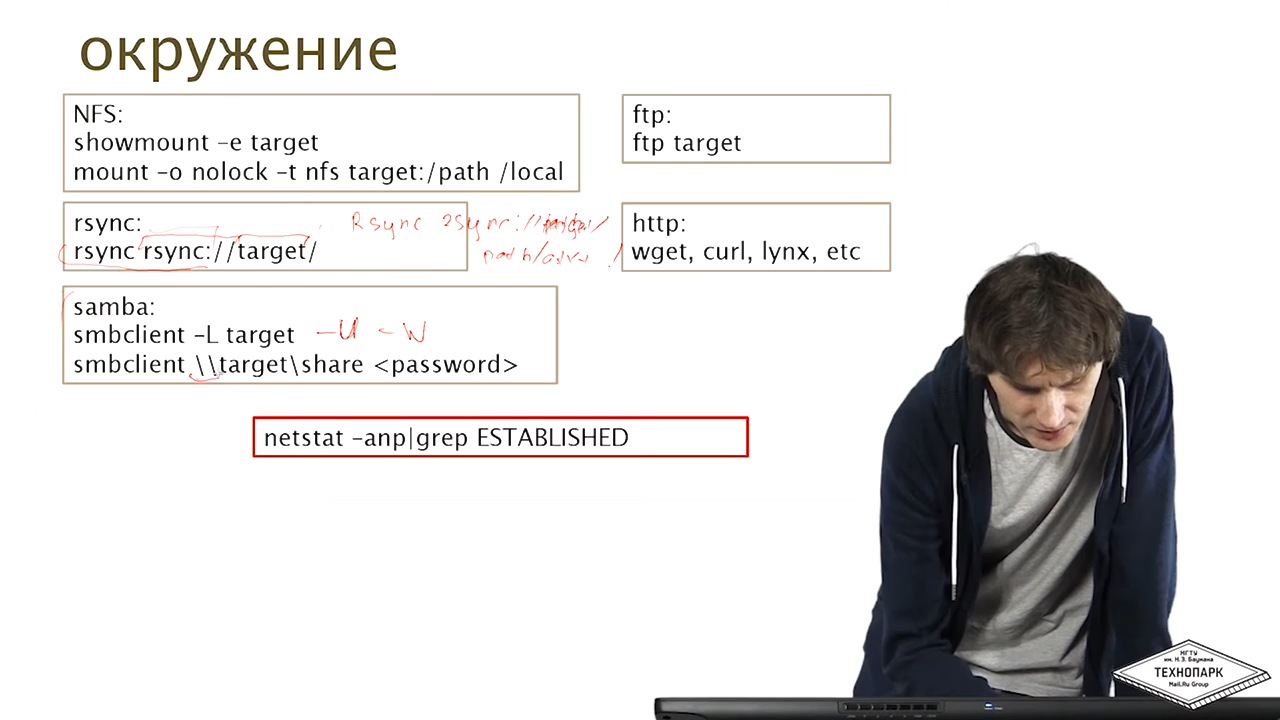 окружение
NFS:
showmount –e target
mount –o nolock –t nfs target:/path /local
ftp:
ftp target
rsync:
rsync rsync://target/
Rsync rsync://
path/
http:
wget, curl, lynx, etc
samba:
smbclient –L target –U –W
smbclient \\target\share <password>
netstat –anp|grep ESTABLISHED
МГТУ
им. Н.Э. Баумана
ТЕХНОПАРК
Mail.Ru Group